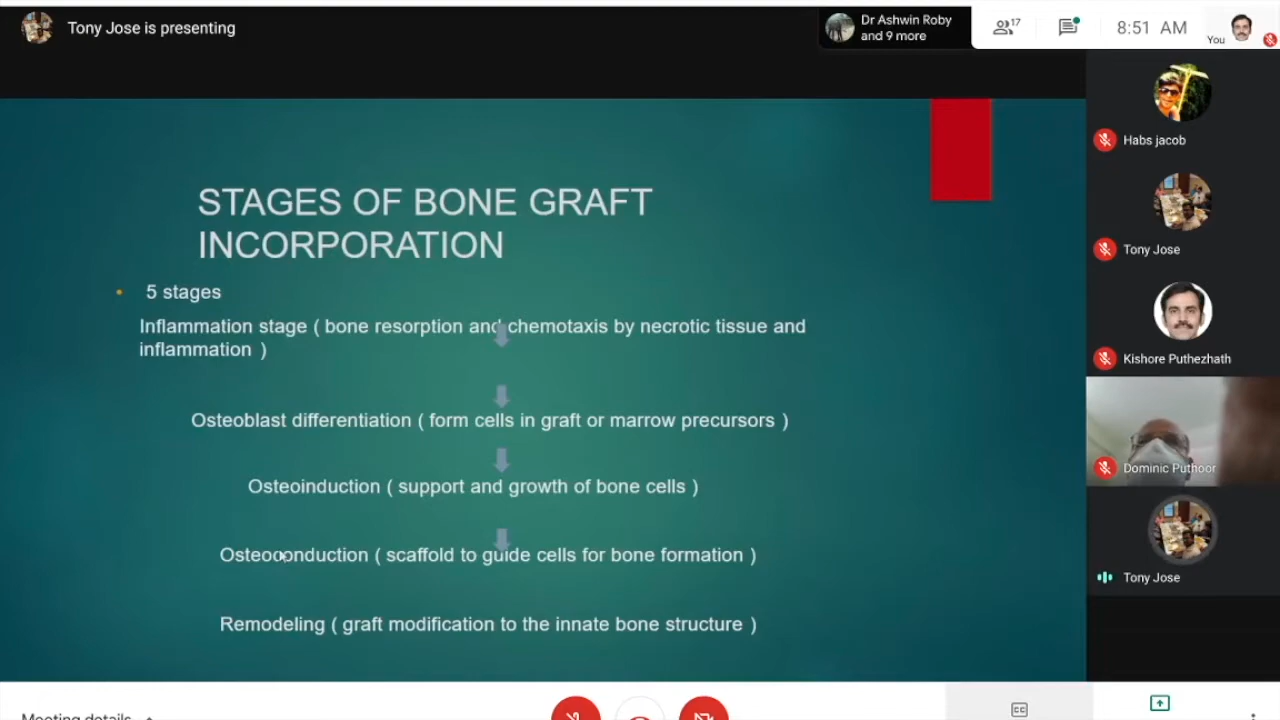 Tony Jose is presenting
Dr Ashwin Roby
and 9 more
17
8:51 AM
You
Habs jacob
Tony Jose
Kishore Puthezhath
Dominic Puthoor
Tony Jose
STAGES OF BONE GRAFT
INCORPORATION
• 5 stages
Inflammation stage ( bone resorption and chemotaxis by necrotic tissue and
inflammation )
Osteoblast differentiation ( form cells in graft or marrow precursors )
Osteoinduction ( support and growth of bone cells )
Osteoconduction ( scaffold to guide cells for bone formation )
Remodeling ( graft modification to the innate bone structure )
Meeting details
CC